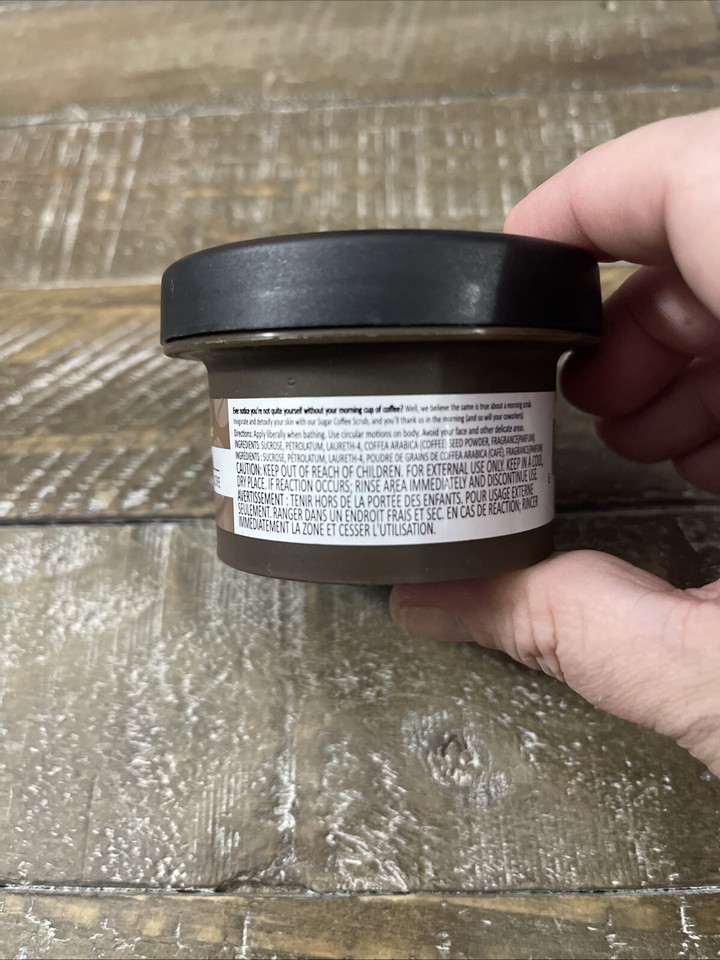 Ever notice you're not quite yourself without your morning cup of coffee? Well, we believe the same is true about a morning scrub.
Invigorate and detoxify your skin with our Sugar Coffee Scrub, and you'll thank us in the morning (and so will your coworkers).
Directions: Apply liberally when bathing. Use circular motions on body. Avoid your face and other delicate areas.
INGREDIENTS: SUCROSE, PETROLATUM, LAURETH-4, COFFEA ARABICA (COFFEE) SEED POWDER, FRAGRANCE(PARFUM).
INGRÉDIENTS: SUCROSE, PÉTROLATUM, LAURETH-4, POUDRE DE GRAINS DE COFFEA ARABICA (CAFÉ), FRAGRANCE(PARFUM)
CAUTION: KEEP OUT OF REACH OF CHILDREN. FOR EXTERNAL USE ONLY. KEEP IN A COOL,
DRY PLACE. IF REACTION OCCURS; RINSE AREA IMMEDIATELY AND DISCONTINUE USE.
AVERTISSEMENT : TENIR HORS DE LA PORTÉE DES ENFANTS. POUR USAGE EXTERNE
SEULEMENT. RANGER DANS UN ENDROIT FRAIS ET SEC. EN CAS DE RÉACTION; RINCER
IMMÉDIATEMENT LA ZONE ET CESSER L'UTILISATION.